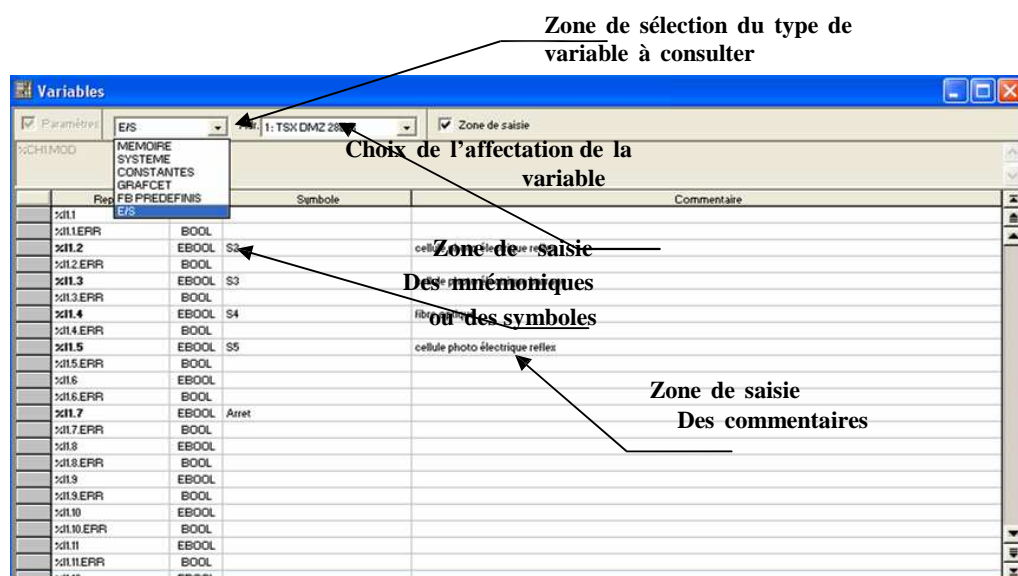 Zone de sélection du type de
variable à consulter
Variables
Paramètres E/S 1: TSX DMZ Zone de saisie
%CH1.MOD
MEMOIRE
SYSTEME
CONSTANTES
GRAFCET
FB PREDEFINIS
E/S
Choix de l'affectation de la
variable
Symbole Commentaire
%I1.1
%I1.1.ERR BOOL
%I1.2 EBOOL cellule photo électrique reflex
%I1.2.ERR BOOL
Zone de saisie
%I1.3 EBOOL S3
Des mnémoniques
%I1.3.ERR BOOL
%I1.4 EBOOL S4
ou des symboles
%I1.4.ERR BOOL
%I1.5 EBOOL S5 cellule photo électrique reflex
%I1.5.ERR BOOL
%I1.6 EBOOL
%I1.6.ERR BOOL
Zone de saisie
%I1.7 EBOOL Arret
Des commentaires
%I1.7.ERR BOOL
%I1.8 EBOOL
%I1.8.ERR BOOL
%I1.9 EBOOL
%I1.9.ERR BOOL
%I1.10 EBOOL
%I1.10.ERR BOOL
%I1.11 EBOOL
%I1.11.ERR BOOL